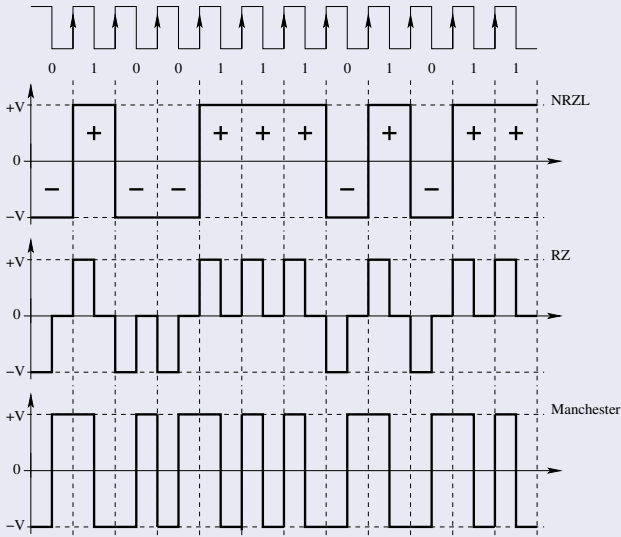 0 1 0 0 1 1 1 0 1 0 1 1
NRZL
+V
+ + + + + + +
0
− − − − −
−V
RZ
+V
0
−V
Manchester
+V
0
−V